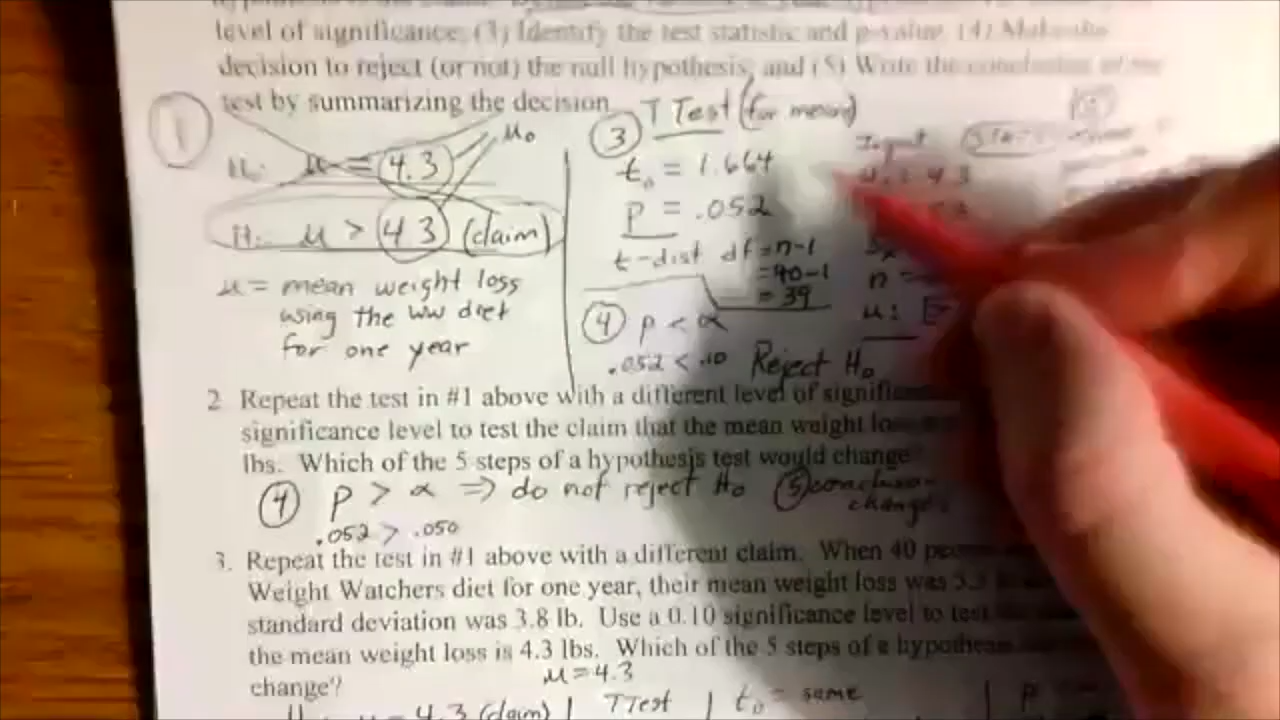 level of significance, (3) Identify the test statistic and p-value, (4) Make the
decision to reject (or not) the null hypothesis, and (5) Write the conclusion of
test by summarizing the decision
1
μ₀
H₀: μ = 4.3
H₁: μ > 4.3 (claim)
μ = mean weight loss
using the WW diet
for one year
3 T Test (for mean)
t₀ = 1.664
p = .052
t-dist df = n-1
= 40-1
= 39
4 p < α
.052 < .10 Reject H₀
Input
4.3
n =
μ:
2 Repeat the test in #1 above with a different level of
significance level to test the claim that the mean weight
lbs. Which of the 5 steps of a hypothesis test would change?
4 p > α ⇒ do not reject H₀ 5 conclusion
changes
.052 > .050
3. Repeat the test in #1 above with a different claim. When 40
Weight Watchers diet for one year, their mean weight loss was
standard deviation was 3.8 lb. Use a 0.10 significance level to test
the mean weight loss is 4.3 lbs. Which of the 5 steps of a
change?
μ = 4.3
4.3 (claim) | T Test | t₀ = same | p